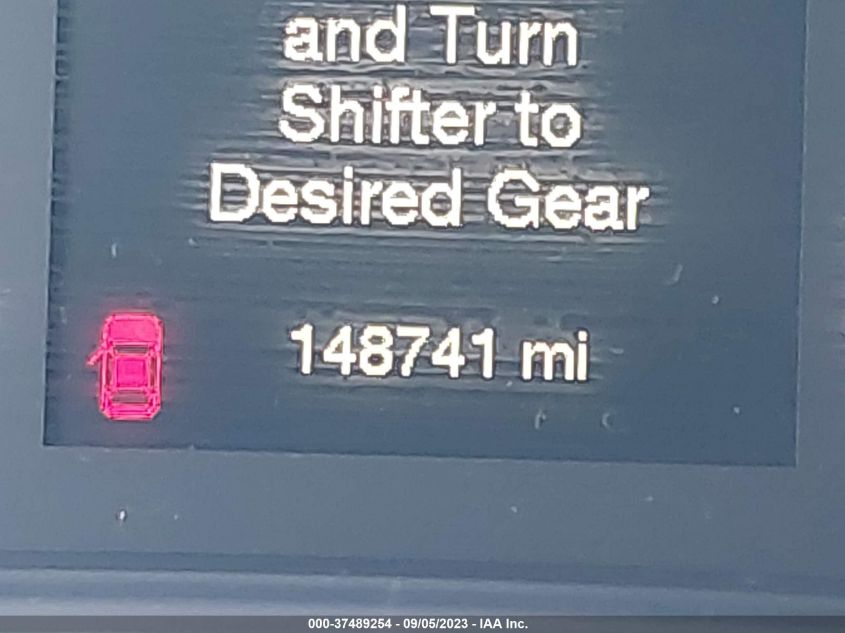 and Turn
Shifter to
Desired Gear
148741 mi
000-37489254 - 09/05/2023 - IAA Inc.